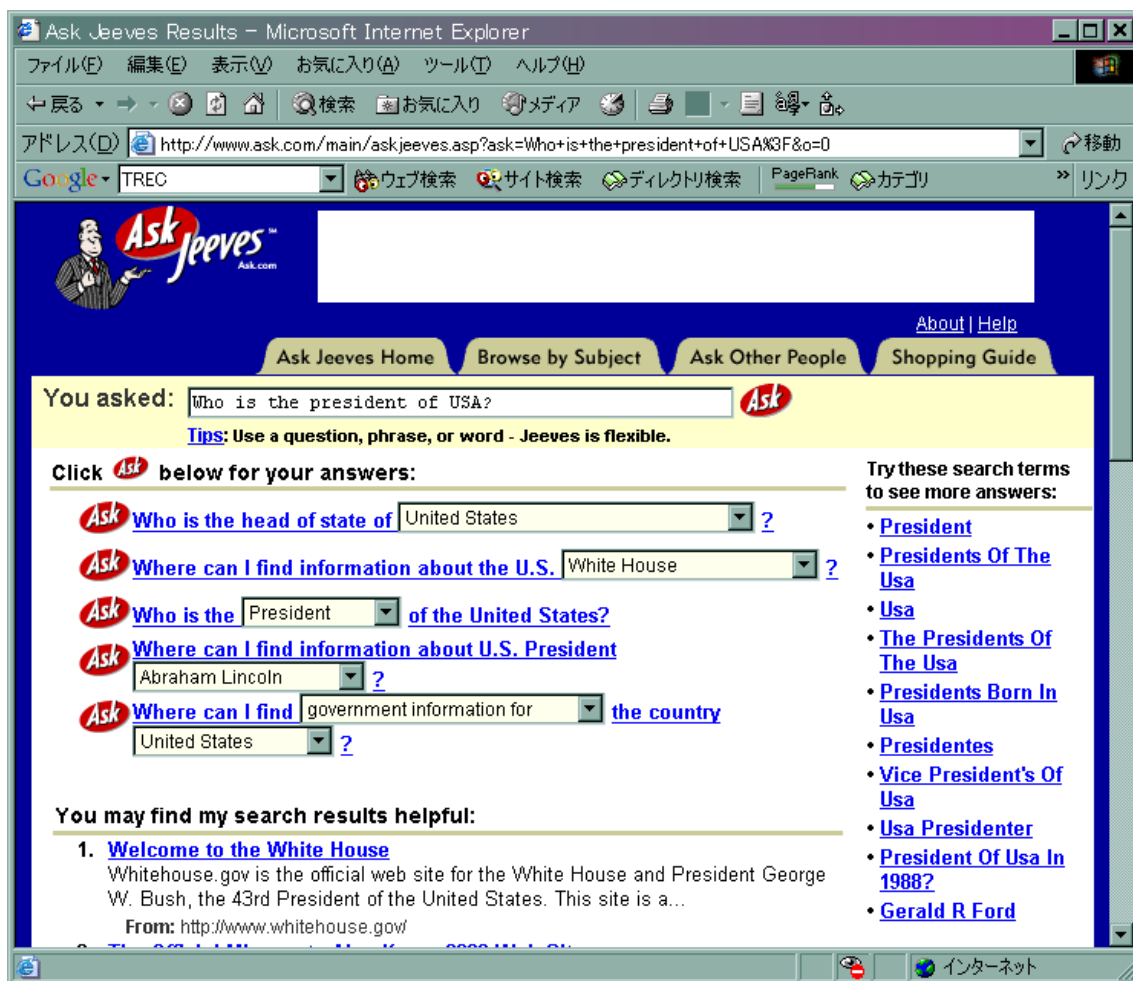 Ask Jeeves Results - Microsoft Internet Explorer
ファイル(F) 編集(E) 表示(V) お気に入り(A) ツール(T) ヘルプ(H)
戻る 検索 お気に入り メディア
アドレス(D) http://www.ask.com/main/askjeeves.asp?ask=Who+is+the+president+of+USA%3F&o=0 移動
Google TREC ウェブ検索 サイト検索 ディレクトリ検索 PageRank カテゴリ » リンク
Ask Jeeves℠
Ask.com
About | Help
Ask Jeeves Home Browse by Subject Ask Other People Shopping Guide
You asked: Who is the president of USA? Ask
Tips: Use a question, phrase, or word - Jeeves is flexible.
Click Ask below for your answers:
Ask Who is the head of state of United States ?
Ask Where can I find information about the U.S. White House ?
Ask Who is the President of the United States?
Ask Where can I find information about U.S. President
Abraham Lincoln ?
Ask Where can I find government information for the country
United States ?
You may find my search results helpful:
1. Welcome to the White House
Whitehouse.gov is the official web site for the White House and President George
W. Bush, the 43rd President of the United States. This site is a...
From: http://www.whitehouse.gov/
Try these search terms
to see more answers:
• President
• Presidents Of The
Usa
• Usa
• The Presidents Of
The Usa
• Presidents Born In
Usa
• Presidentes
• Vice President's Of
Usa
• Usa Presidenter
• President Of Usa In
1988?
• Gerald R Ford
インターネット